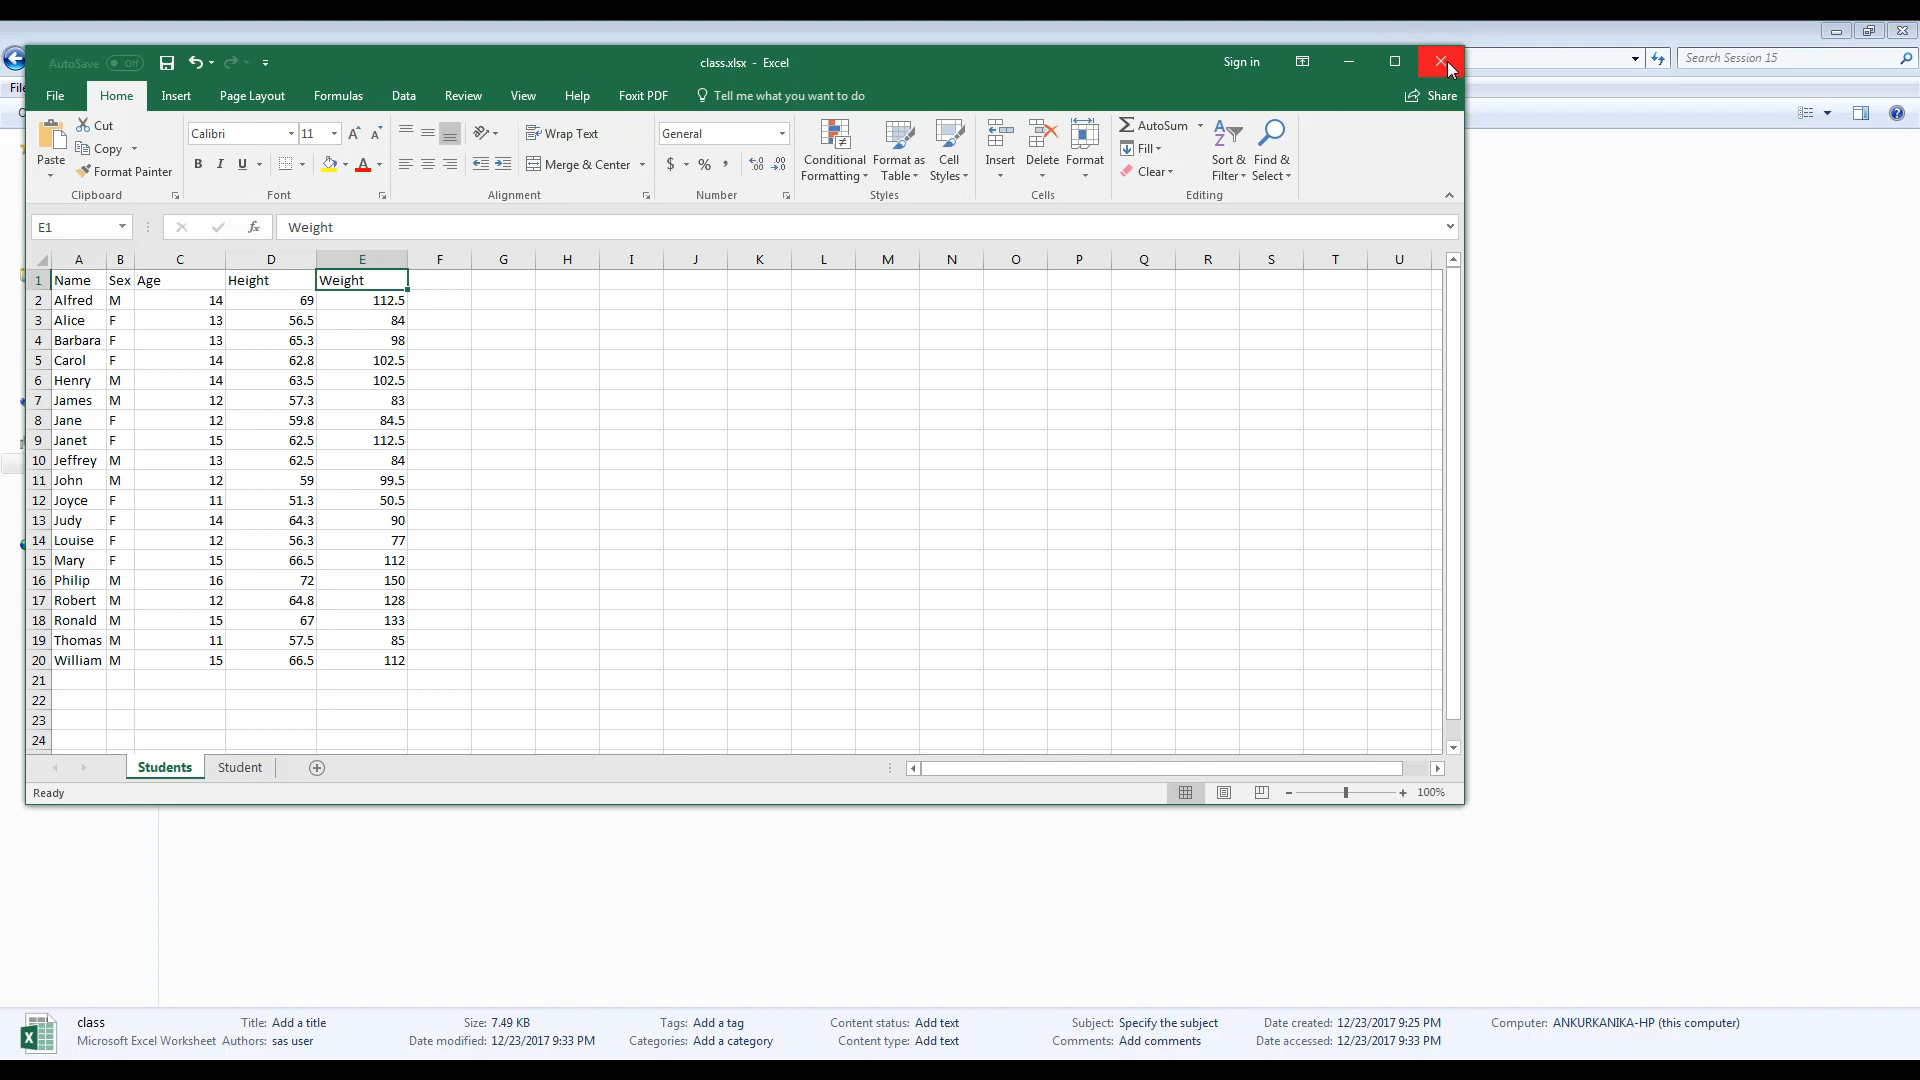 Search Session 15
AutoSave Off
class.xlsx - Excel
Sign in
File Home Insert Page Layout Formulas Data Review View Help Foxit PDF Tell me what you want to do Share
Paste
Cut
Copy
Format Painter
Clipboard
Calibri 11
B I U A
Font
Wrap Text
Merge & Center
Alignment
General
$ % ,
Number
Conditional Formatting
Format as Table
Cell Styles
Styles
Insert
Delete
Format
Cells
AutoSum
Fill
Clear
Sort & Filter
Find & Select
Editing
E1 fx Weight
A B C D E F G H I J K L M N O P Q R S T U
1 Name Sex Age Height Weight
2 Alfred M 14 69 112.5
3 Alice F 13 56.5 84
4 Barbara F 13 65.3 98
5 Carol F 14 62.8 102.5
6 Henry M 14 63.5 102.5
7 James M 12 57.3 83
8 Jane F 12 59.8 84.5
9 Janet F 15 62.5 112.5
10 Jeffrey M 13 62.5 84
11 John M 12 59 99.5
12 Joyce F 11 51.3 50.5
13 Judy F 14 64.3 90
14 Louise F 12 56.3 77
15 Mary F 15 66.5 112
16 Philip M 16 72 150
17 Robert M 12 64.8 128
18 Ronald M 15 67 133
19 Thomas M 11 57.5 85
20 William M 15 66.5 112
21
22
23
24
Students Student
Ready 100%
class Title: Add a title Size: 7.49 KB Tags: Add a tag Content status: Add text Subject: Specify the subject Date created: 12/23/2017 9:25 PM Computer: ANKURKANIKA-HP (this computer)
Microsoft Excel Worksheet Authors: sas user Date modified: 12/23/2017 9:33 PM Categories: Add a category Content type: Add text Comments: Add comments Date accessed: 12/23/2017 9:33 PM